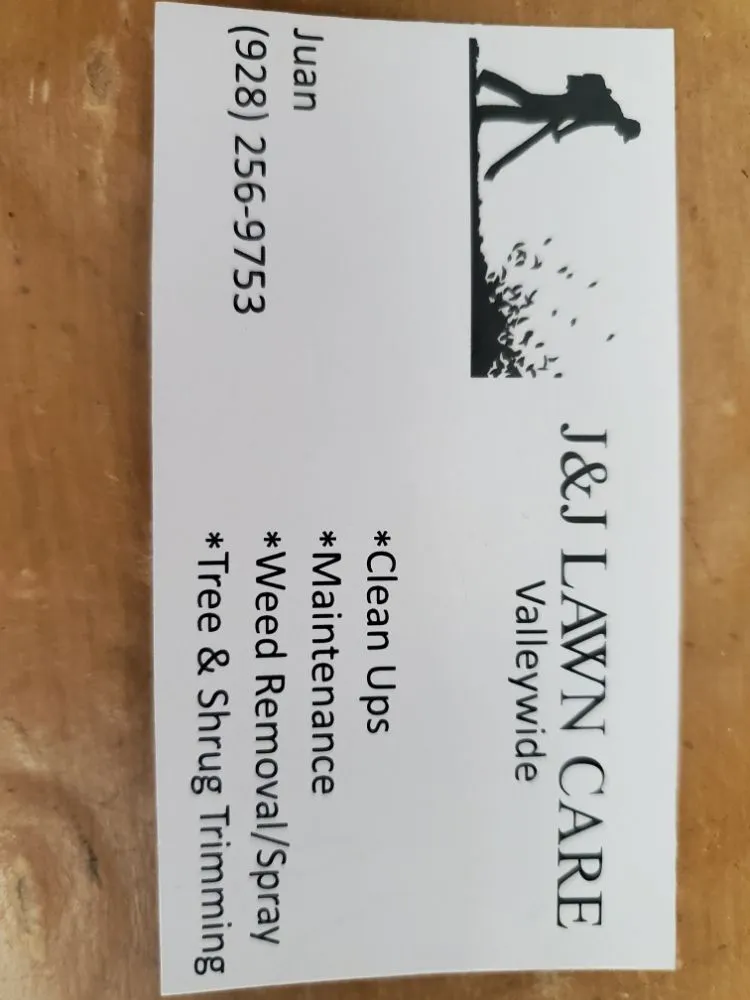 J&J LAWN CARE
Valleywide
*Clean Ups
*Maintenance
*Weed Removal/Spray
*Tree & Shrug Trimming
Juan
(928) 256-9753